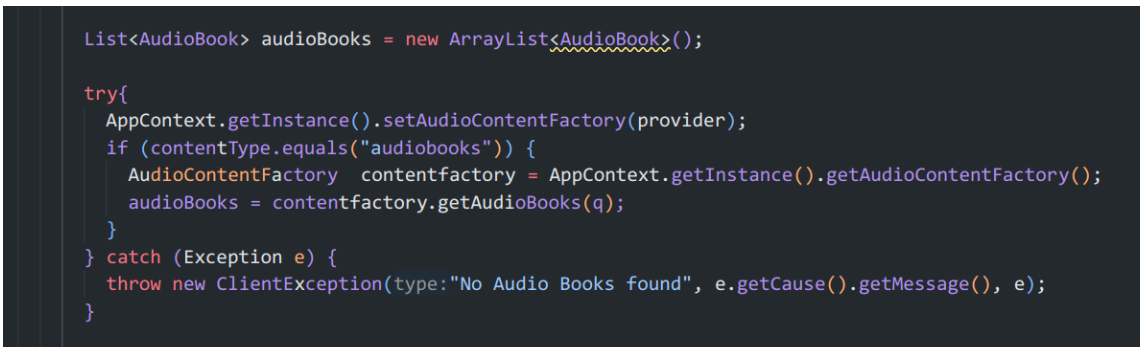 List<AudioBook> audioBooks = new ArrayList<AudioBook>();
try{
AppContext.getInstance().setAudioContentFactory(provider);
if (contentType.equals("audiobooks")) {
AudioContentFactory  contentfactory = AppContext.getInstance().getAudioContentFactory();
audioBooks = contentfactory.getAudioBooks(q);
}
} catch (Exception e) {
throw new ClientException(type:"No Audio Books found", e.getCause().getMessage(), e);
}